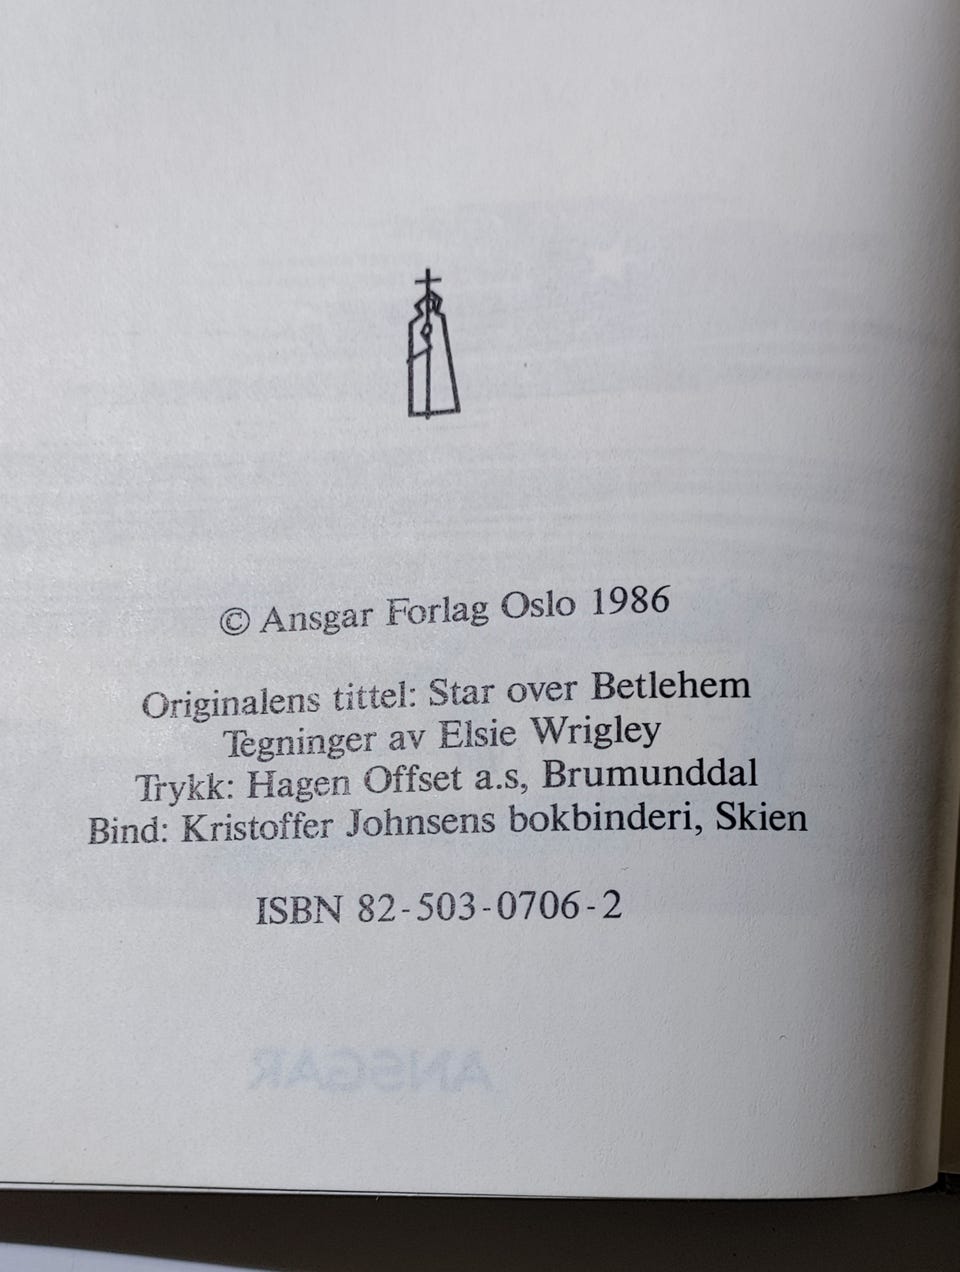 © Ansgar Forlag Oslo 1986
Originalens tittel: Star over Betlehem
Tegninger av Elsie Wrigley
Trykk: Hagen Offset a.s, Brumunddal
Bind: Kristoffer Johnsens bokbinderi, Skien
ISBN 82-503-0706-2
ANSGAR